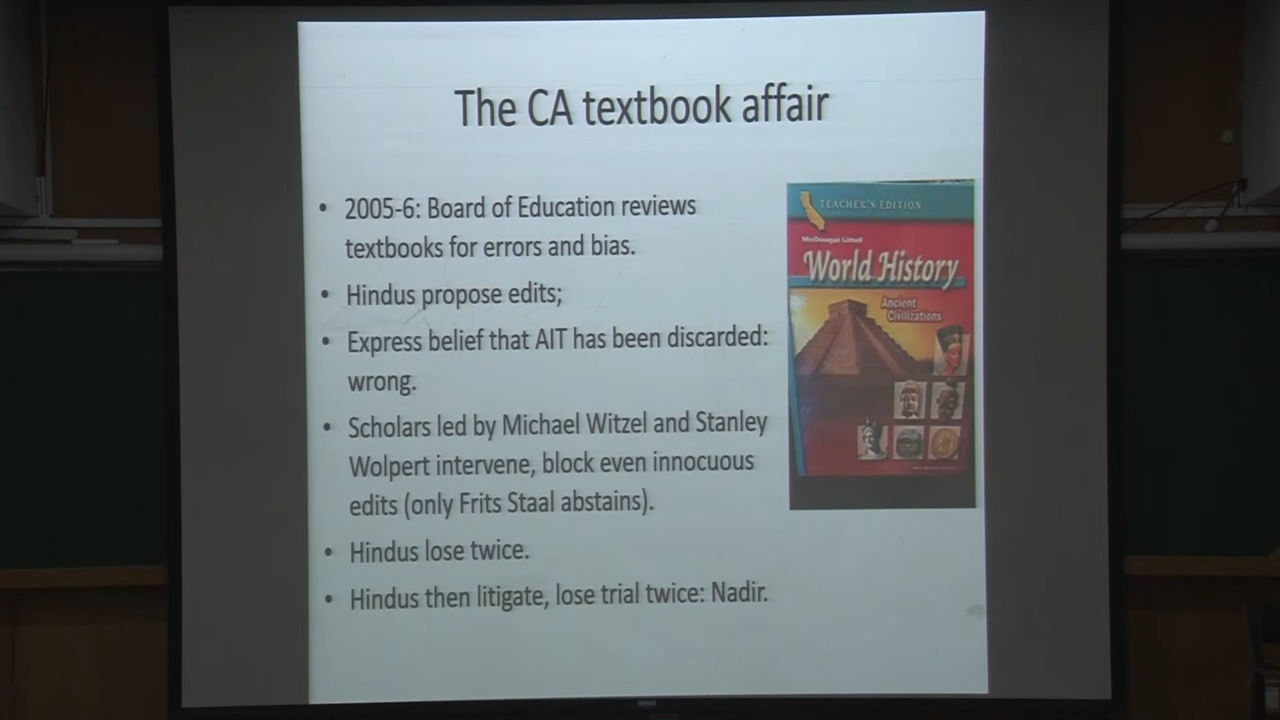 The CA textbook affair
• 2005-6: Board of Education reviews
textbooks for errors and bias.
• Hindus propose edits;
• Express belief that AIT has been discarded:
wrong.
• Scholars led by Michael Witzel and Stanley
Wolpert intervene, block even innocuous
edits (only Frits Staal abstains).
• Hindus lose twice.
• Hindus then litigate, lose trial twice: Nadir.
TEACHER'S EDITION
McDougal Littell
World History
Ancient
Civilizations